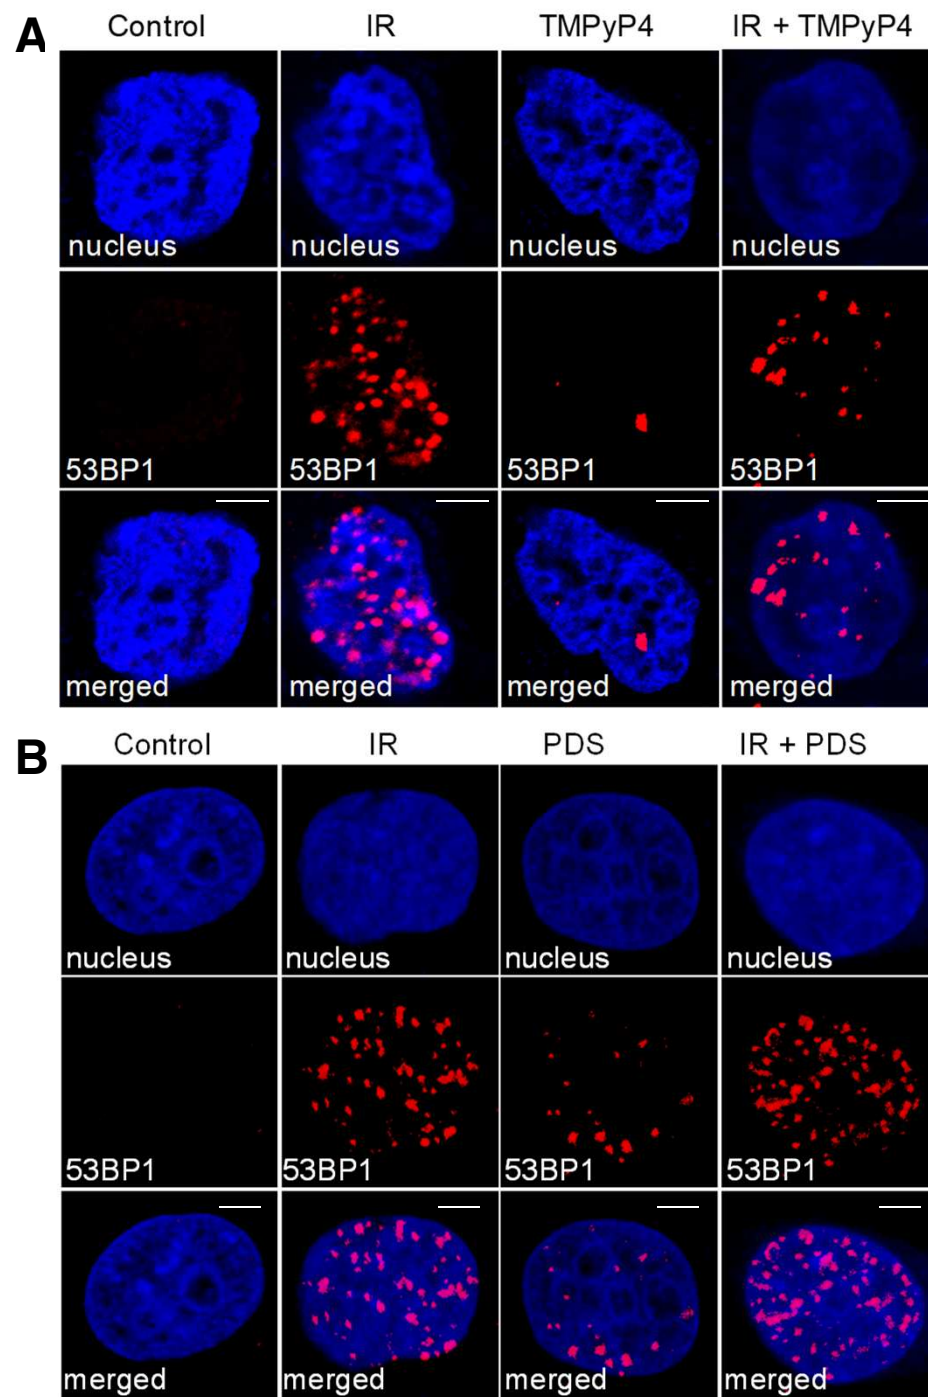 A
Control IR TMPyP4 IR + TMPyP4
nucleus nucleus nucleus nucleus
53BP1 53BP1 53BP1 53BP1
merged merged merged merged
B
Control IR PDS IR + PDS
nucleus nucleus nucleus nucleus
53BP1 53BP1 53BP1 53BP1
merged merged merged merged